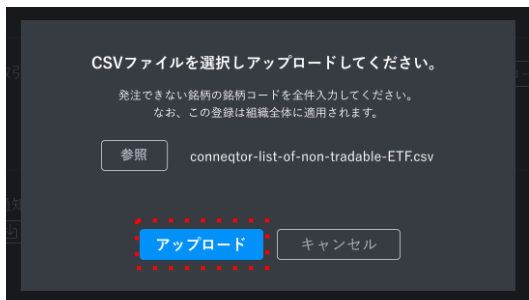 CSVファイルを選択しアップロードしてください。
発注できない銘柄の銘柄コードを全件入力してください。
なお、この登録は組織全体に適用されます。
参照 conneqtor-list-of-non-tradable-ETF.csv
アップロード キャンセル